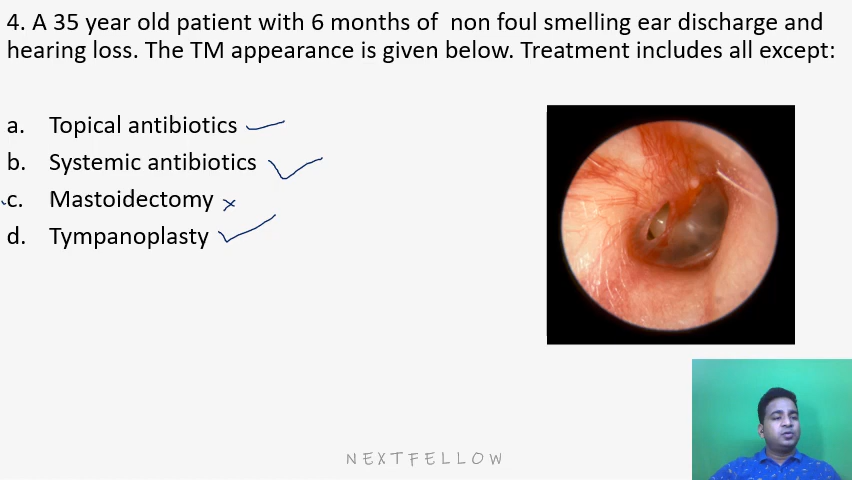 4. A 35 year old patient with 6 months of  non foul smelling ear discharge and
hearing loss. The TM appearance is given below. Treatment includes all except:
a. Topical antibiotics
b. Systemic antibiotics
c. Mastoidectomy
d. Tympanoplasty
NEXTFELLOW